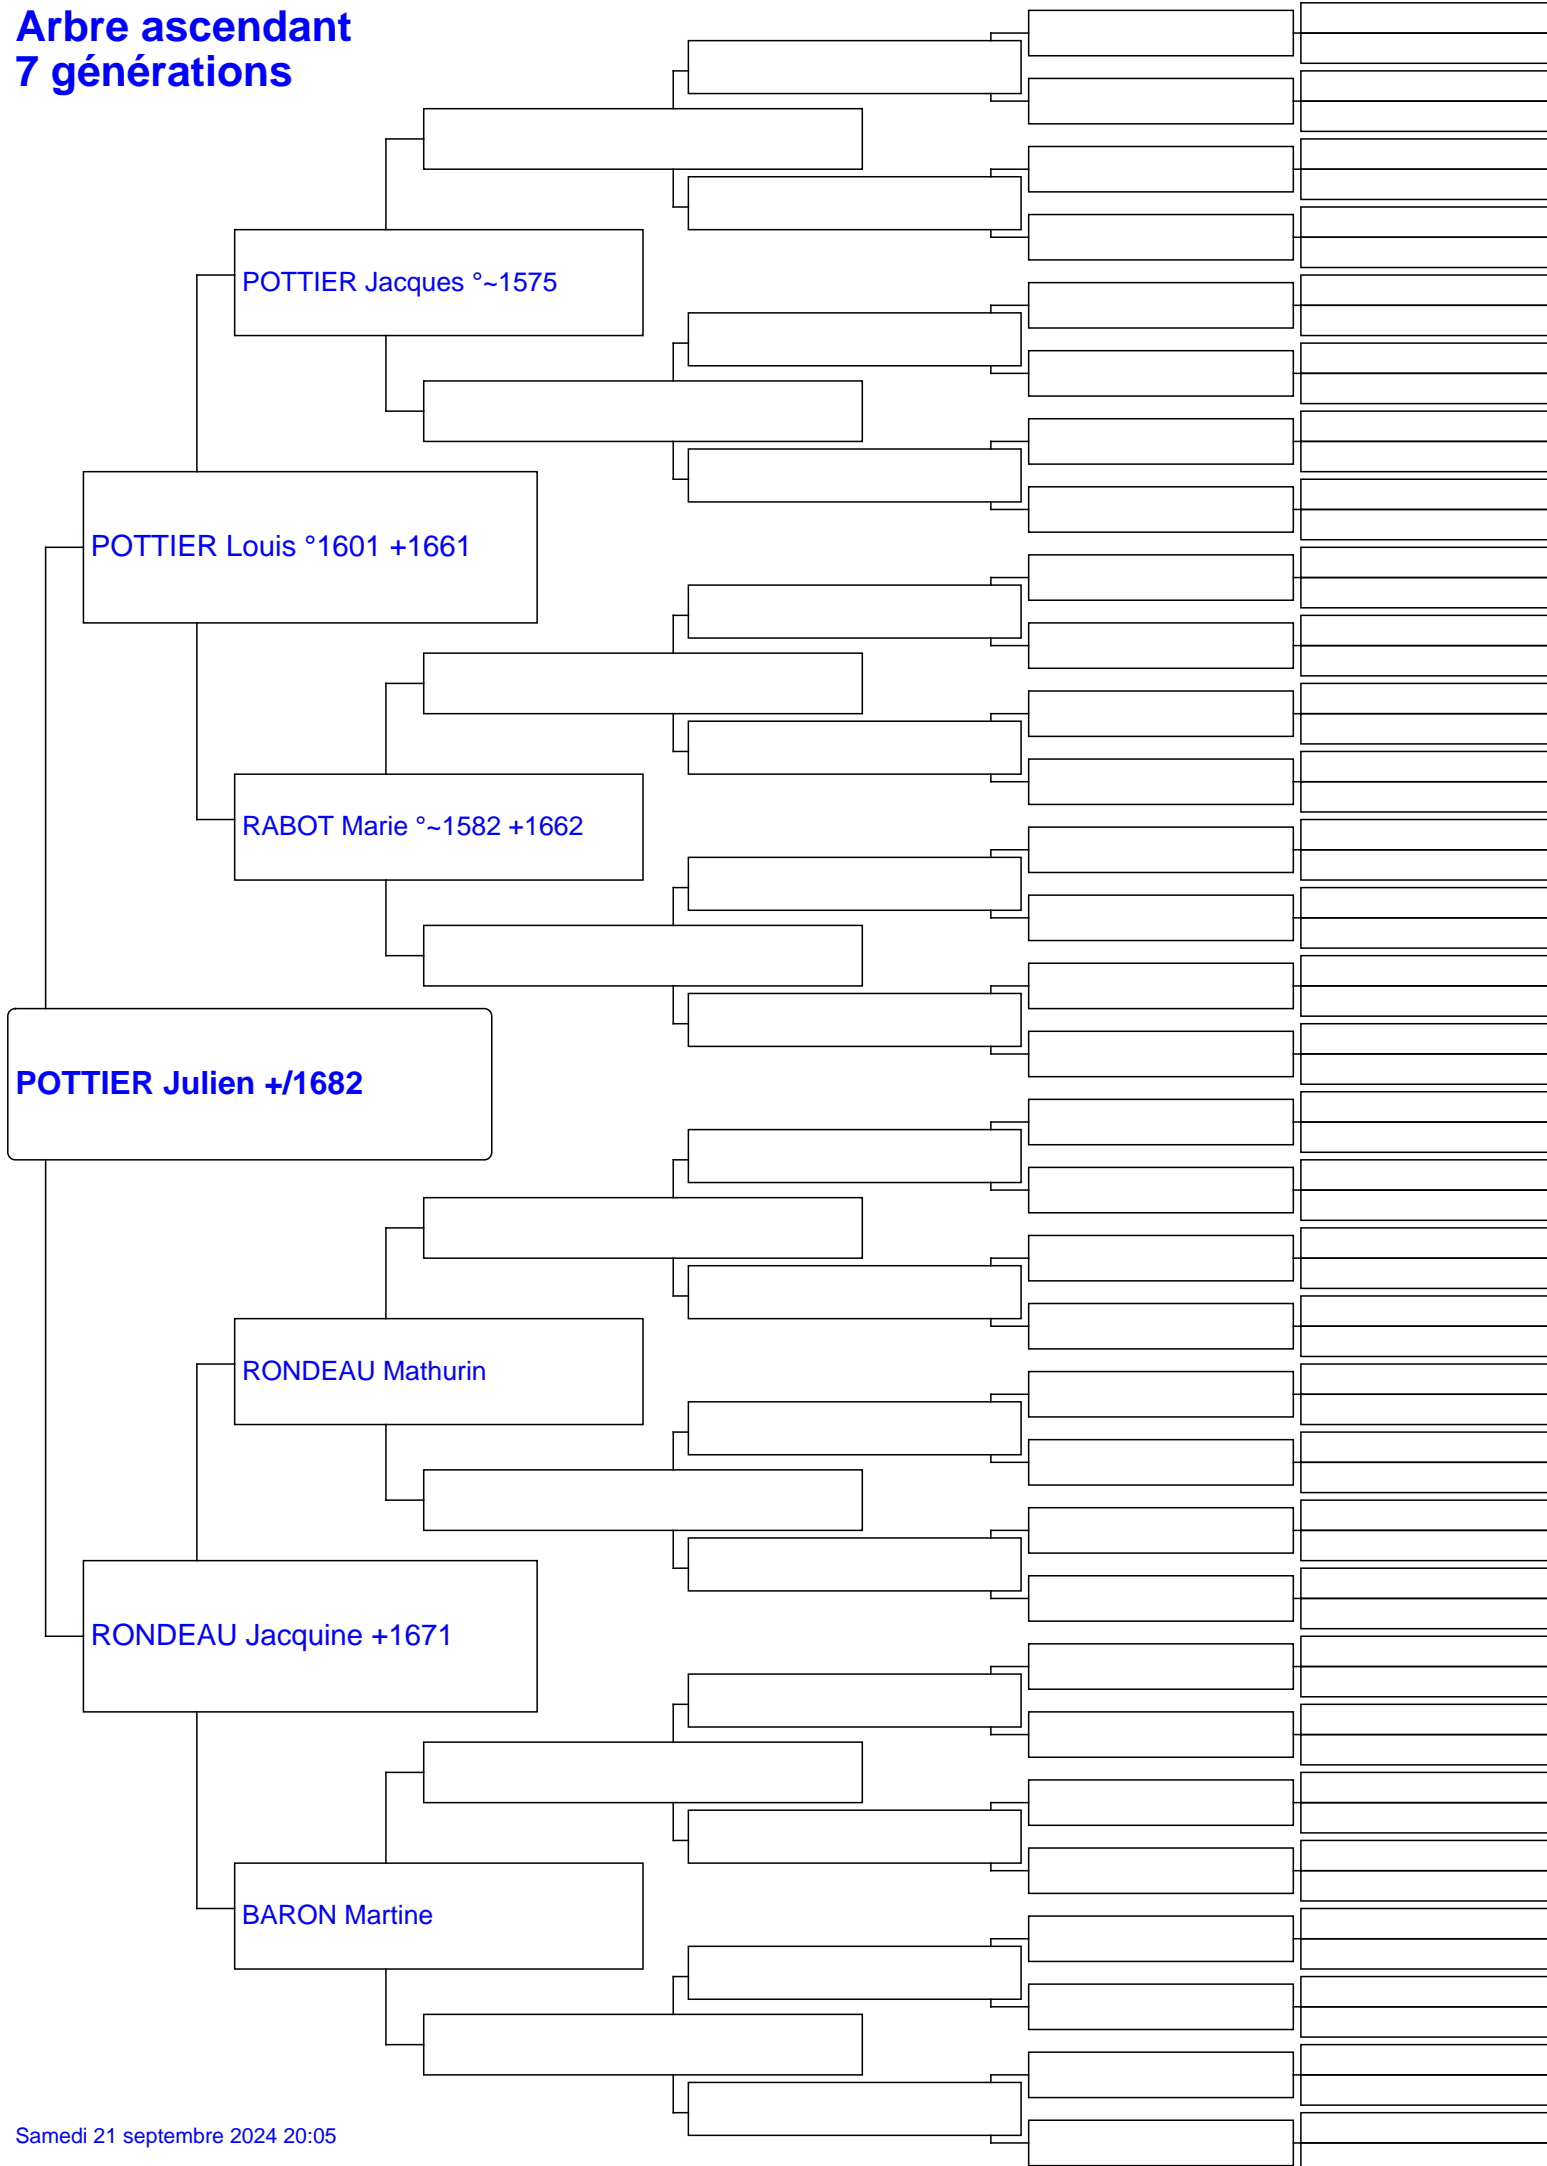 Arbre ascendant
7 générations
POTTIER Jacques °~1575
POTTIER Louis °1601 +1661
RABOT Marie °~1582 +1662
POTTIER Julien +/1682
RONDEAU Mathurin
RONDEAU Jacquine +1671
BARON Martine
Samedi 21 septembre 2024 20:05